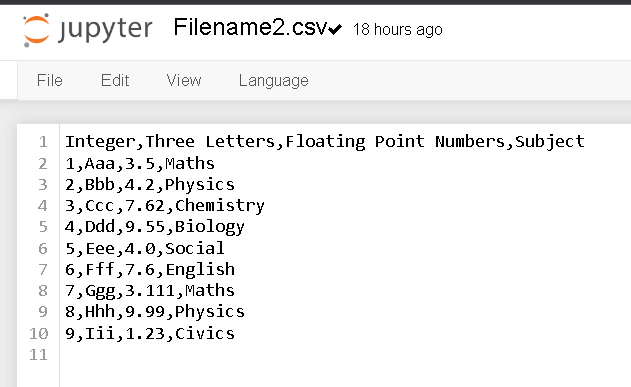 jupyter Filename2.csv✔ 18 hours ago
File Edit View Language
1 Integer,Three Letters,Floating Point Numbers,Subject
2 1,Aaa,3.5,Maths
3 2,Bbb,4.2,Physics
4 3,Ccc,7.62,Chemistry
5 4,Ddd,9.55,Biology
6 5,Eee,4.0,Social
7 6,Fff,7.6,English
8 7,Ggg,3.111,Maths
9 8,Hhh,9.99,Physics
10 9,Iii,1.23,Civics
11